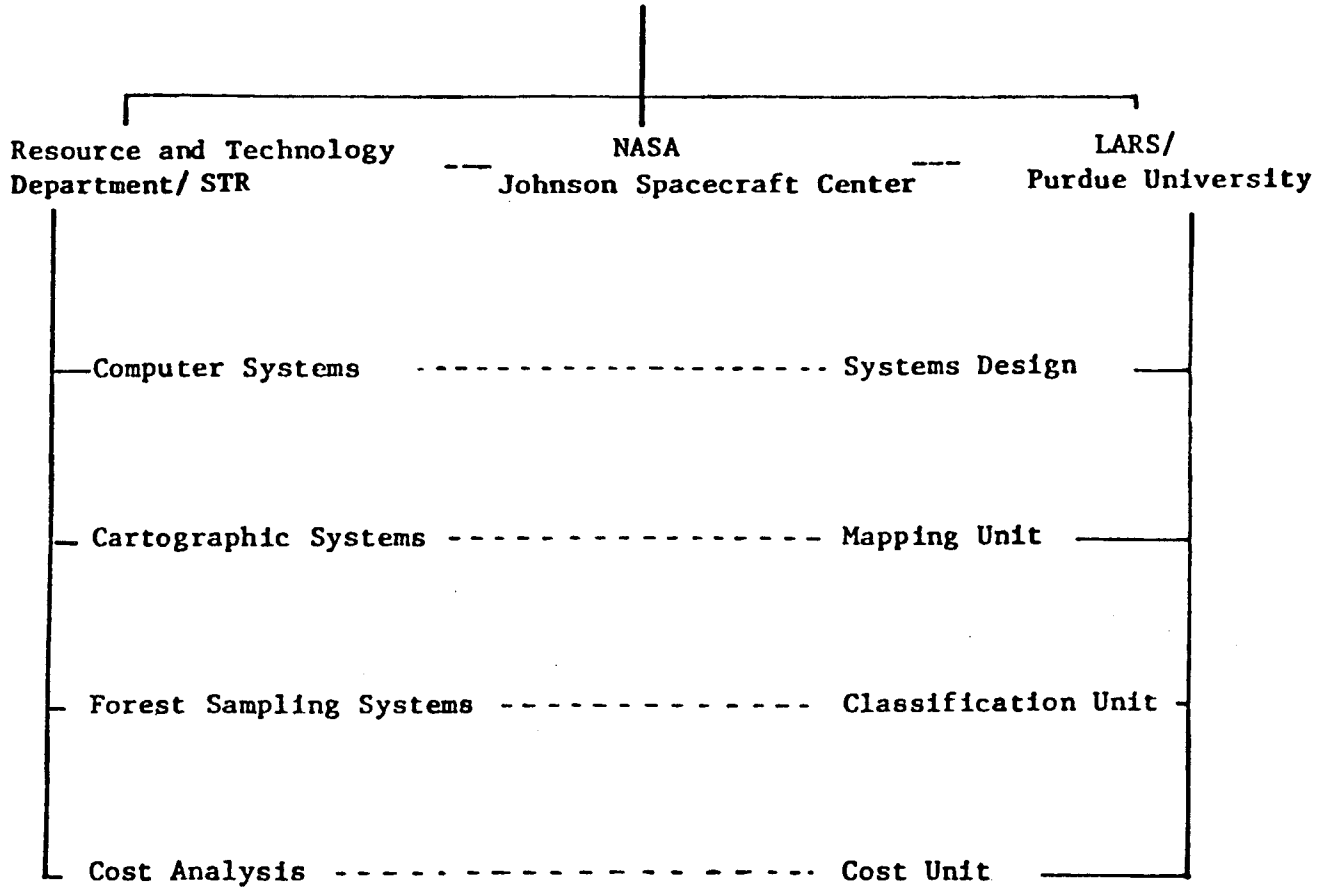 Resource and Technology
Department/ STR
NASA
Johnson Spacecraft Center
LARS/
Purdue University
Computer Systems
Systems Design
Cartographic Systems
Mapping Unit
Forest Sampling Systems
Classification Unit
Cost Analysis
Cost Unit